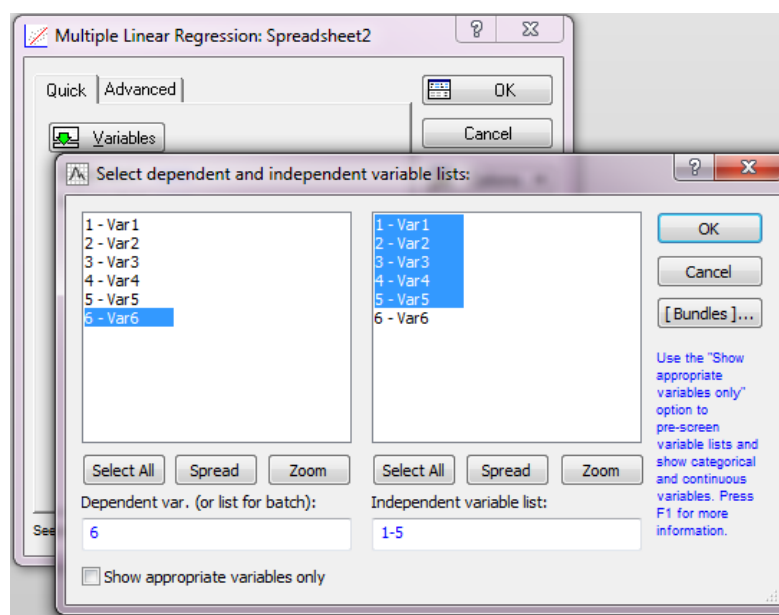 Multiple Linear Regression: Spreadsheet2
Quick
Advanced
OK
Variables
Cancel
Select dependent and independent variable lists:
1 - Var1
2 - Var2
3 - Var3
4 - Var4
5 - Var5
6 - Var6
1 - Var1
2 - Var2
3 - Var3
4 - Var4
5 - Var5
6 - Var6
OK
Cancel
[ Bundles ]...
Use the "Show
appropriate
variables only"
option to
pre-screen
variable lists and
show categorical
and continuous
variables. Press
F1 for more
information.
Select All
Spread
Zoom
Select All
Spread
Zoom
Dependent var. (or list for batch):
Independent variable list:
See
6
1-5
Show appropriate variables only